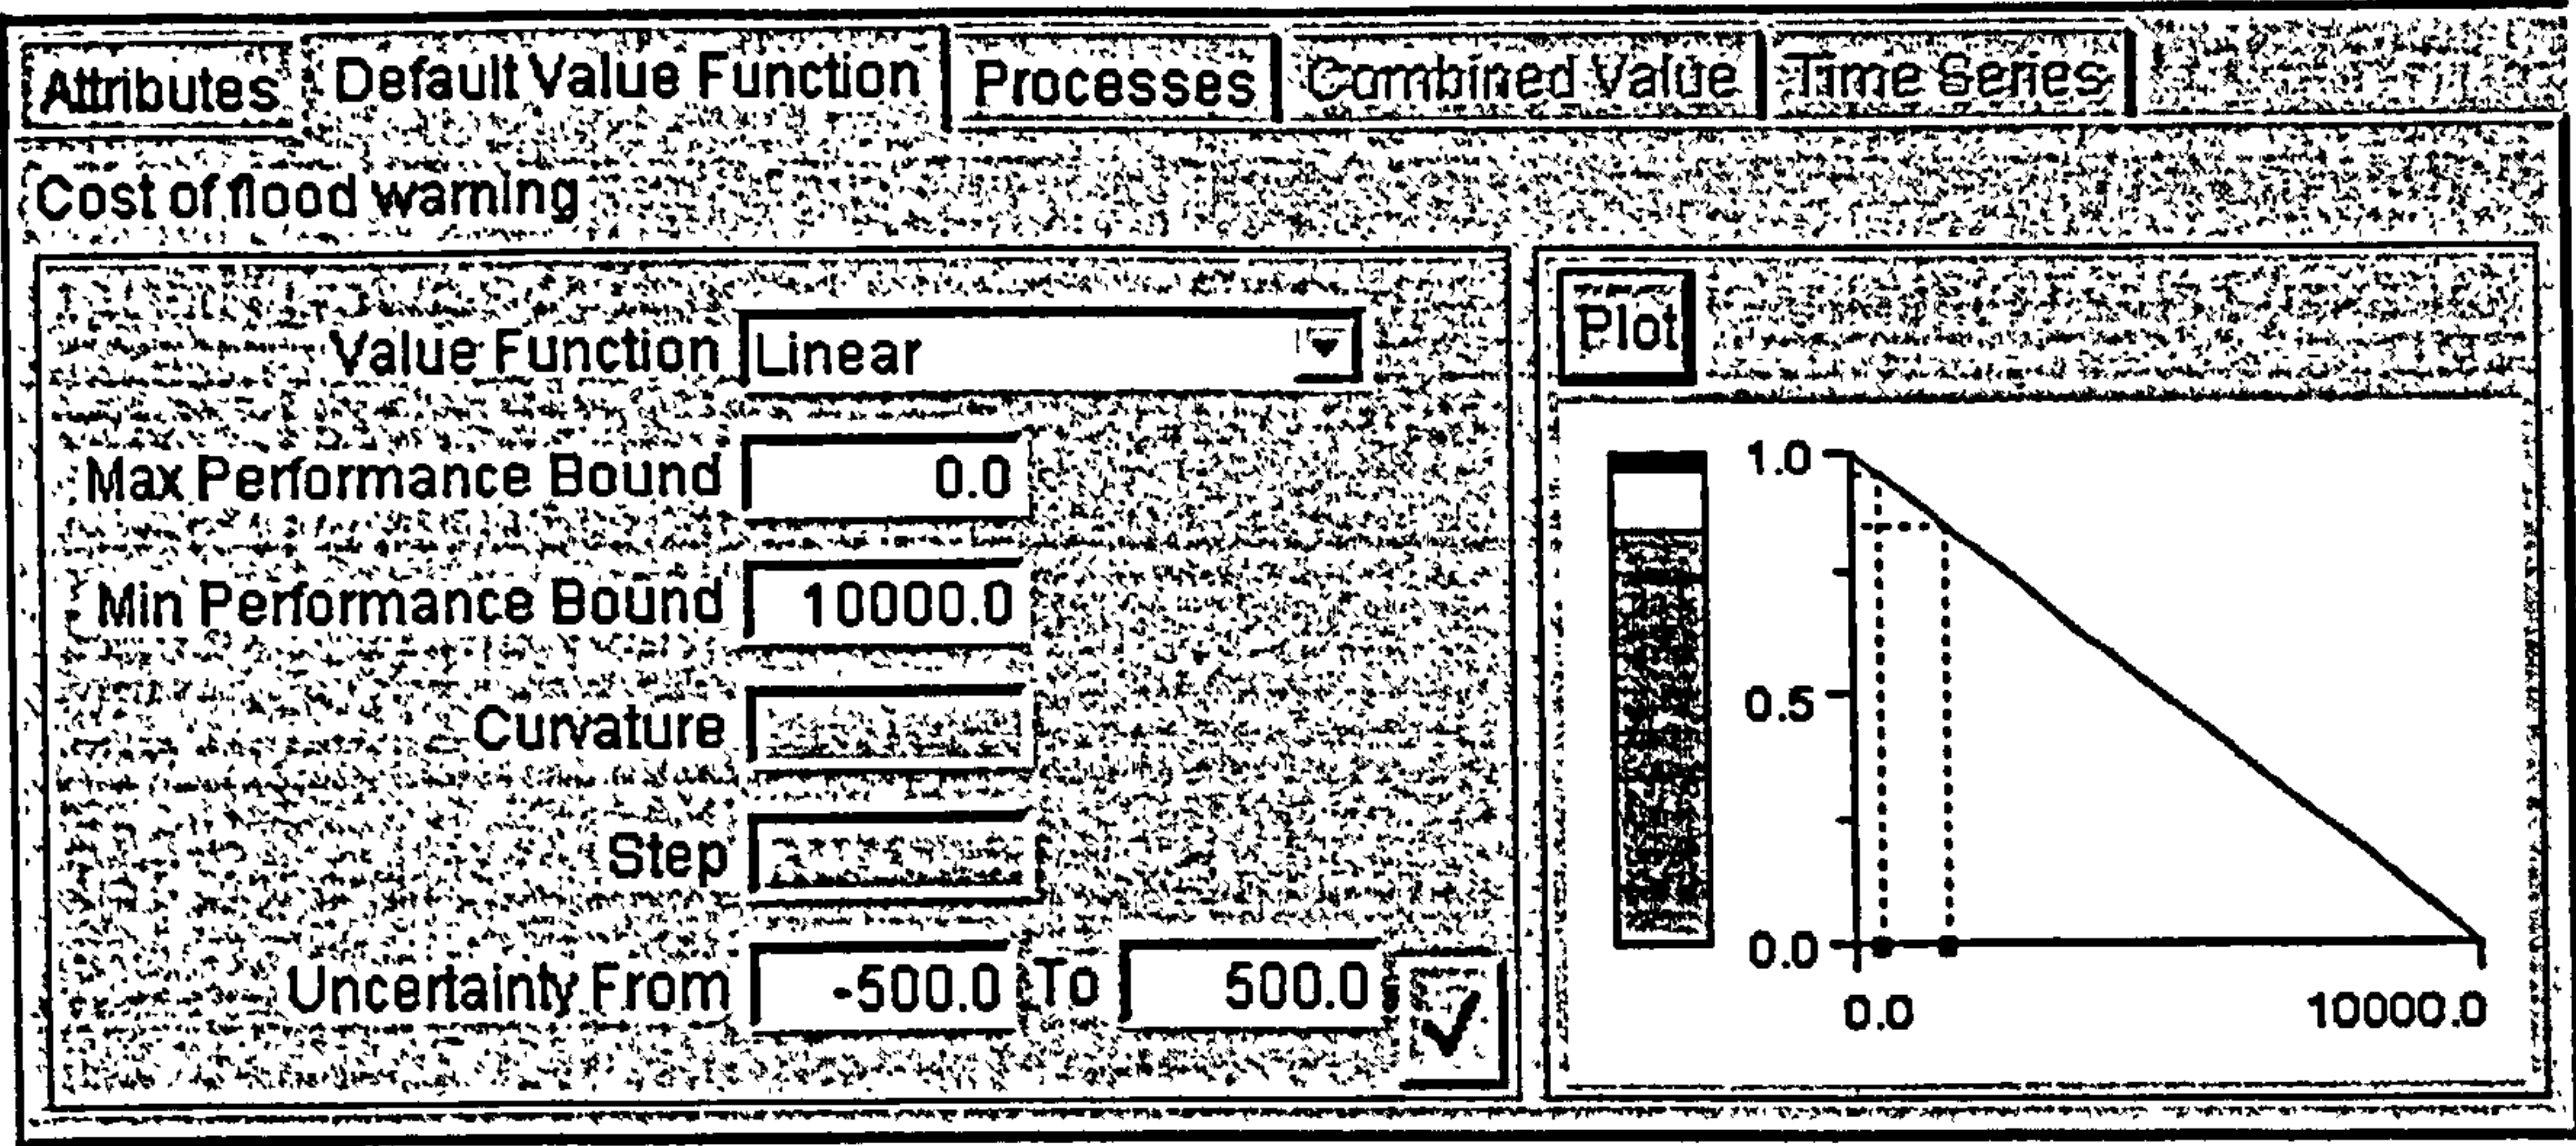 Attributes Default Value Function Processes Combined Value Time Series
Cost of flood warning
Value Function Linear
Max Performance Bound 0.0
Min Performance Bound 10000.0
Curvature
Step
Uncertainty From -500.0 To 500.0
Plot
1.0
0.5
0.0
0.0 10000.0